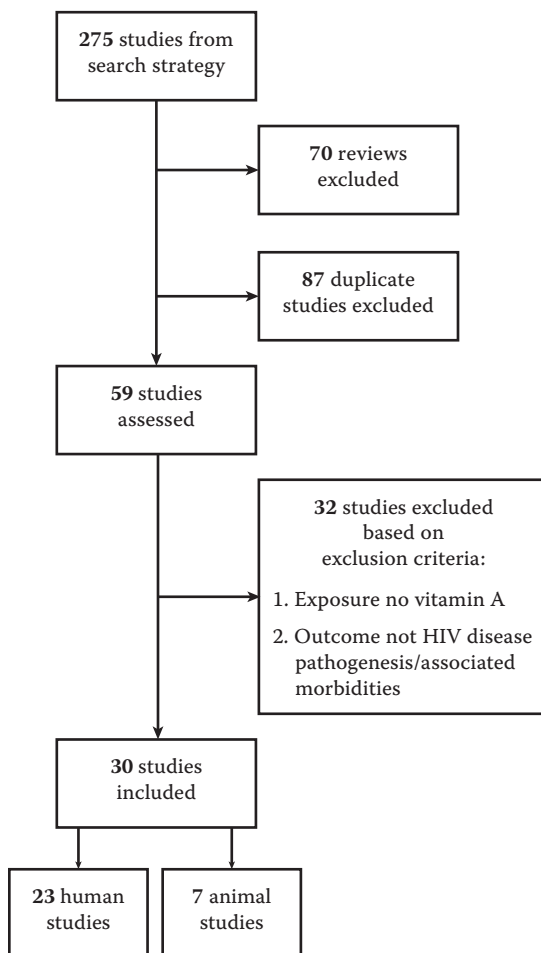 275 studies from
search strategy
70 reviews
excluded
87 duplicate
studies excluded
59 studies
assessed
32 studies excluded
based on
exclusion criteria:
1. Exposure no vitamin A
2. Outcome not HIV disease
pathogenesis/associated
morbidities
30 studies
included
23 human
studies
7 animal
studies